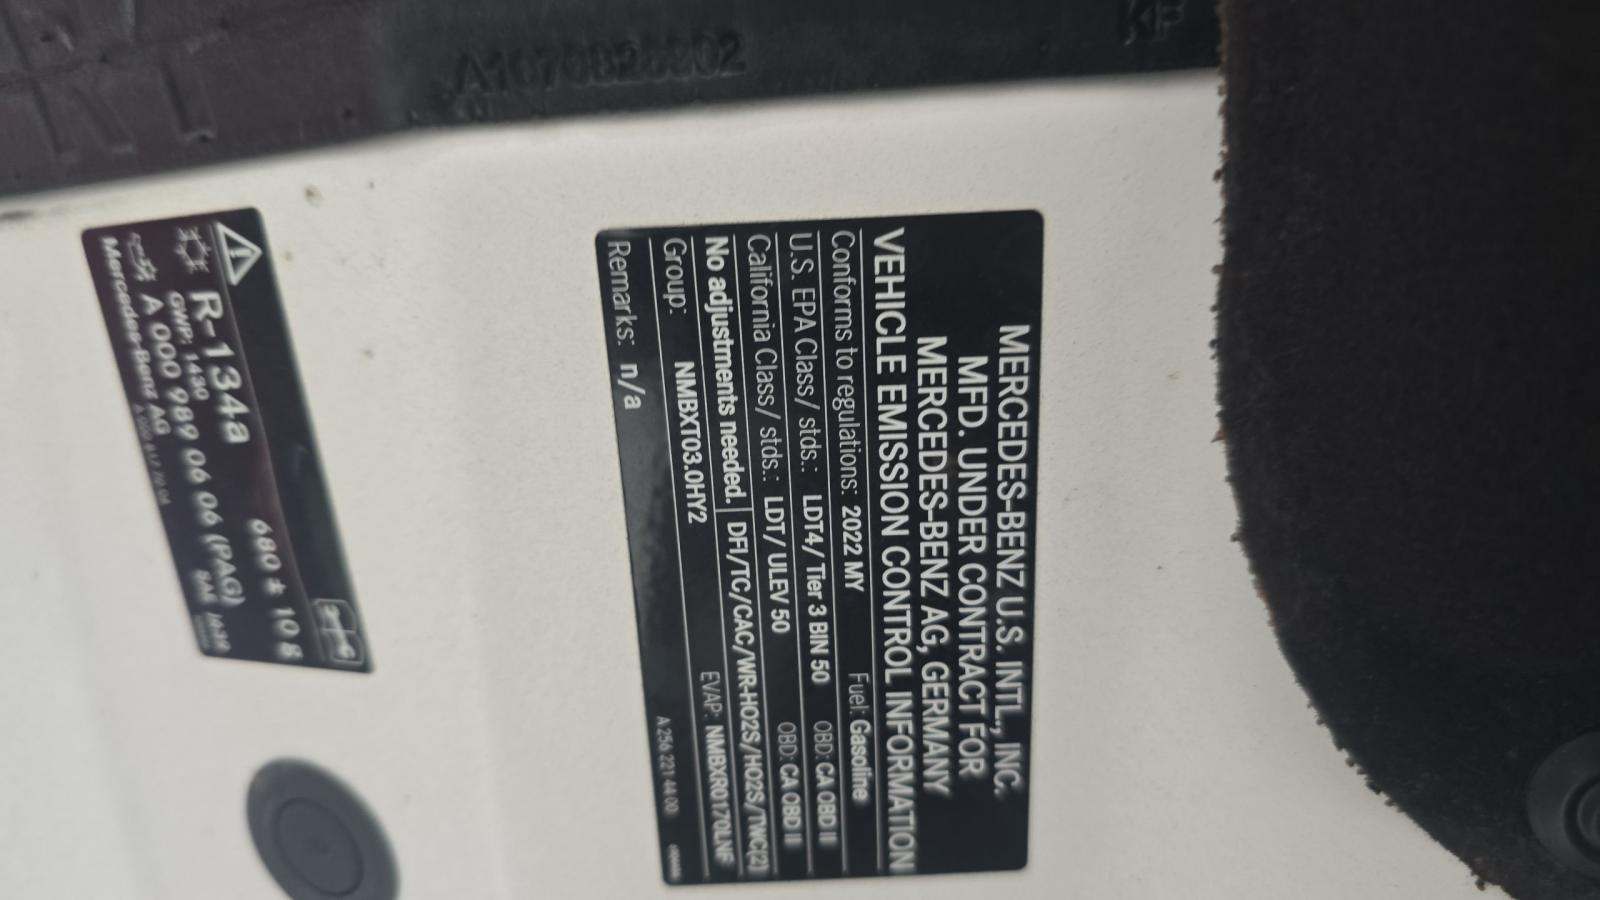 MERCEDES-BENZ U.S. INTL., INC.
MFD. UNDER CONTRACT FOR
MERCEDES-BENZ AG, GERMANY
VEHICLE EMISSION CONTROL INFORMATION
Conforms to regulations: 2022 MY Fuel: Gasoline
U.S. EPA Class/ stds.: LDT4/ Tier 3 BIN 50 OBD: CA OBD II
California Class/ stds.: LDT/ ULEV 50 OBD: CA OBD II
No adjustments needed. DFI/TC/CAC/WR-HO2S/HO2S/TWC(2)
Group: NMBXT03.0HY2 EVAP: NMBXR0170LNF
Remarks: n/a A 256 221 44 00
R-134a 680 ± 10 g
GWP: 1430
A 000 989 06 06 (PAG)
Mercedes-Benz AG